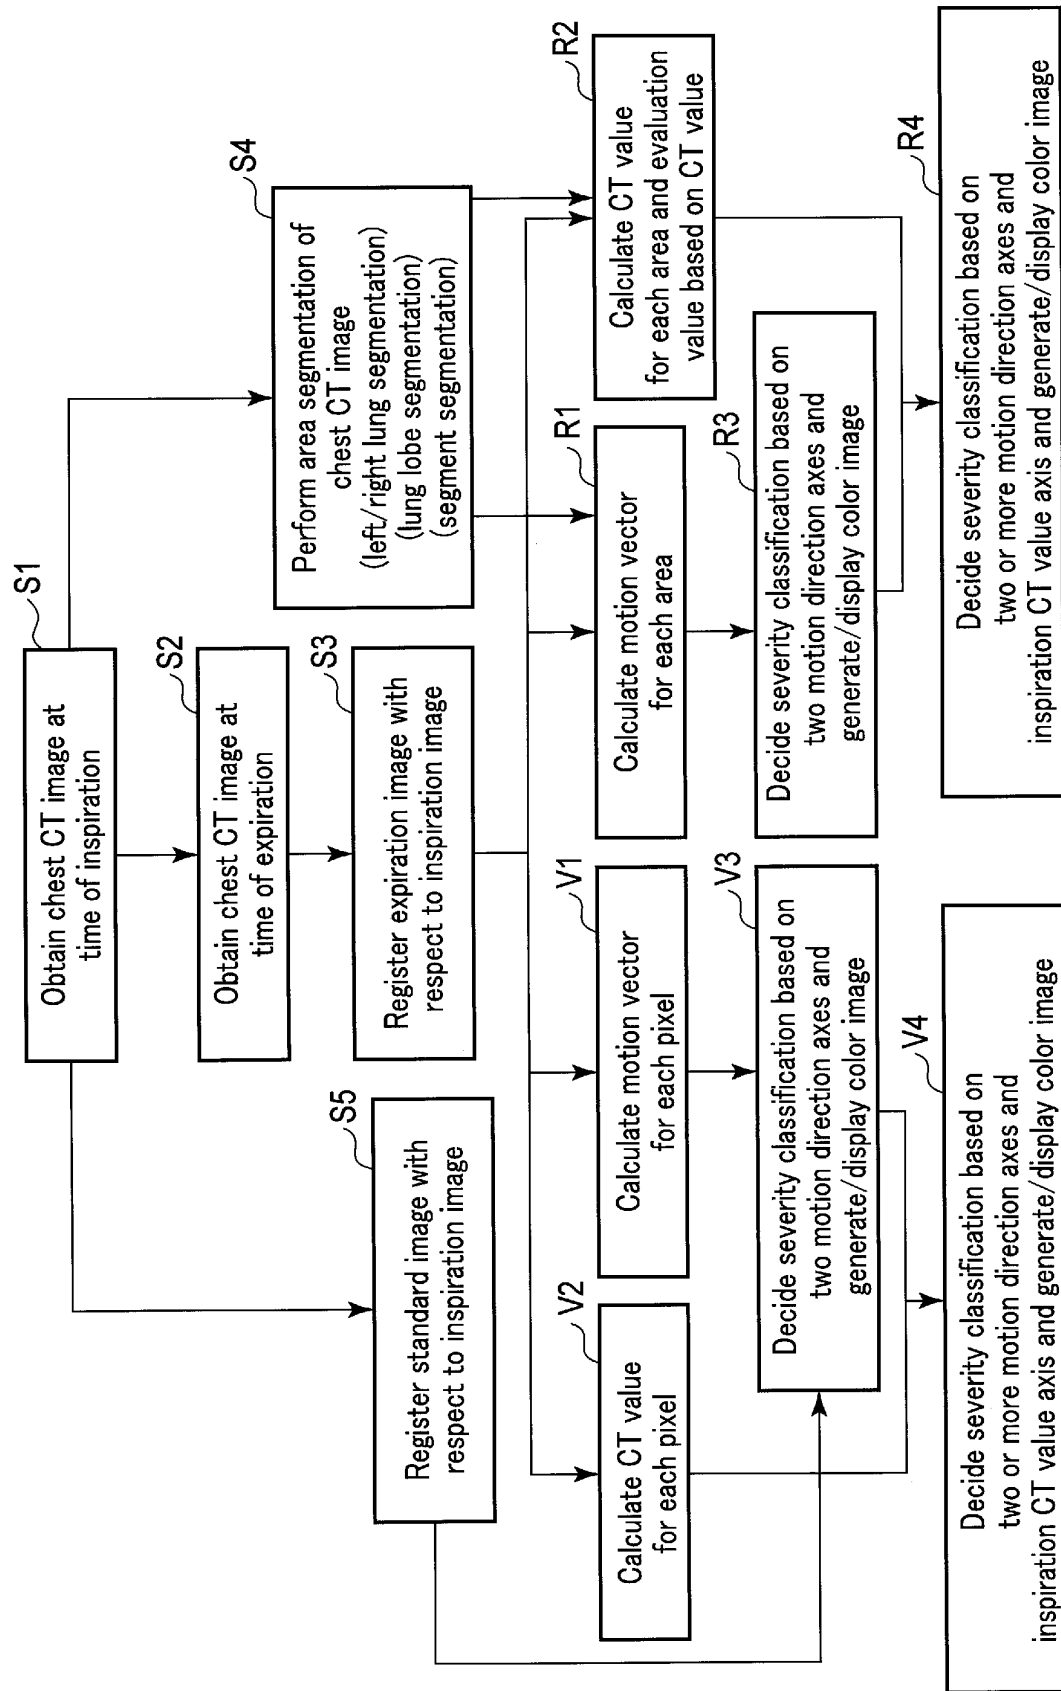 S1
Obtain chest CT image at
time of inspiration
S2
Obtain chest CT image at
time of expiration
S3
Register expiration image with
respect to inspiration image
S4
Perform area segmentation of
chest CT image
(left/right lung segmentation)
(lung lobe segmentation)
(segment segmentation)
S5
Register standard image with
respect to inspiration image
V2
Calculate CT value
for each pixel
V1
Calculate motion vector
for each pixel
R1
Calculate motion vector
for each area
R2
Calculate CT value
for each area and evaluation
value based on CT value
V3
Decide severity classification based on
two motion direction axes and
generate/display color image
R3
Decide severity classification based on
two motion direction axes and
generate/display color image
V4
Decide severity classification based on
two or more motion direction axes and
inspiration CT value axis and generate/display color image
R4
Decide severity classification based on
two or more motion direction axes and
inspiration CT value axis and generate/display color image